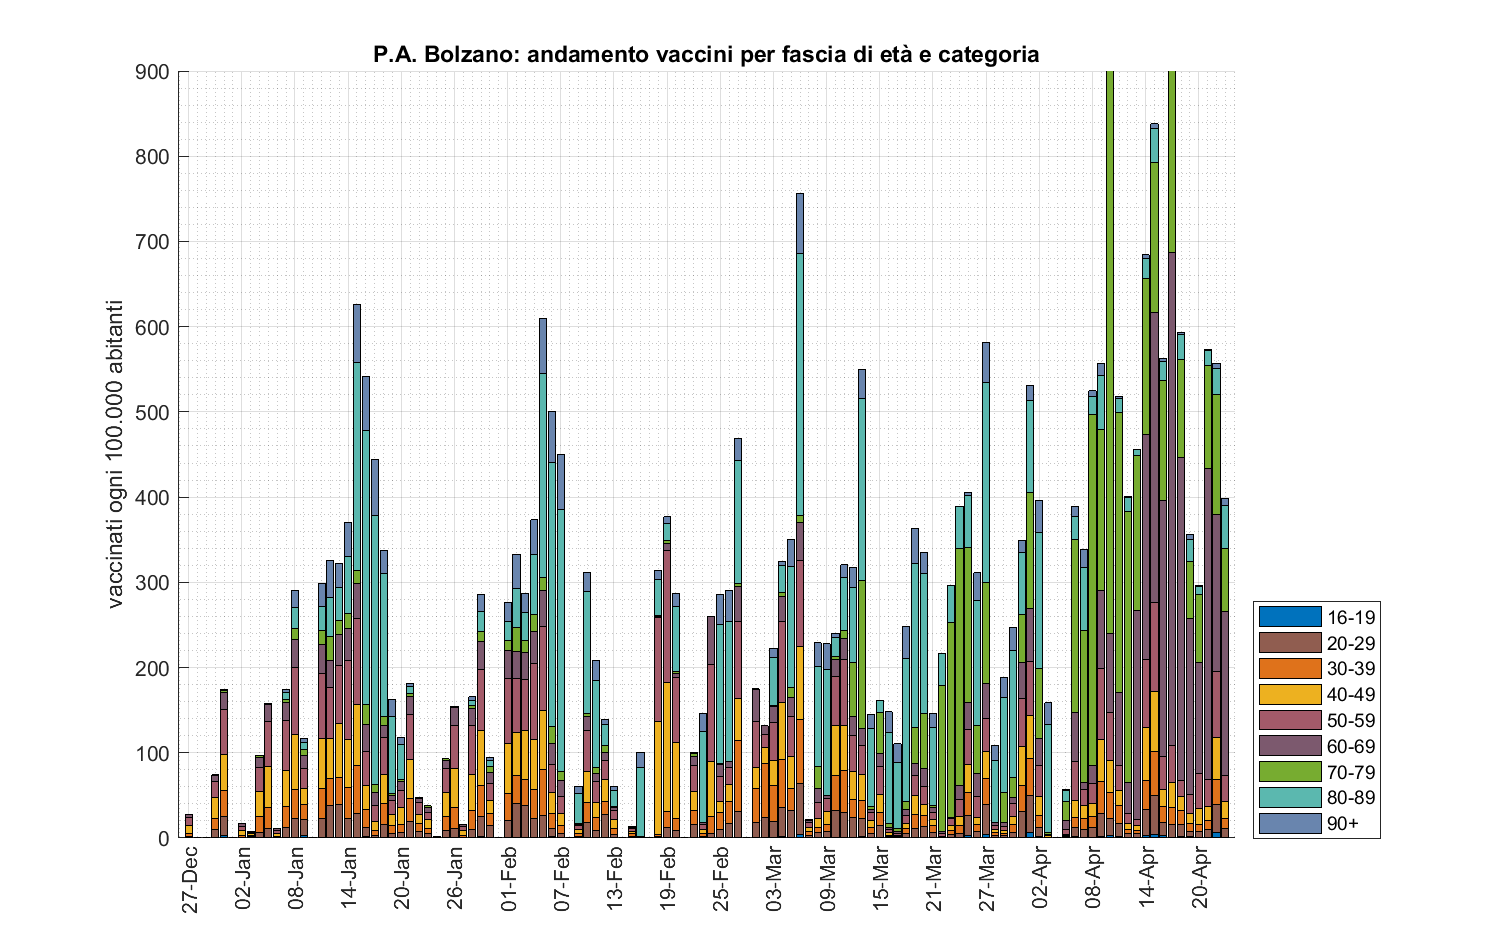 P.A. Bolzano: andamento vaccini per fascia di età e categoria
vaccinati ogni 100.000 abitanti
900
800
700
600
500
400
300
200
100
0
27-Dec
02-Jan
08-Jan
14-Jan
20-Jan
26-Jan
01-Feb
07-Feb
13-Feb
19-Feb
25-Feb
03-Mar
09-Mar
15-Mar
21-Mar
27-Mar
02-Apr
08-Apr
14-Apr
20-Apr
16-19
20-29
30-39
40-49
50-59
60-69
70-79
80-89
90+